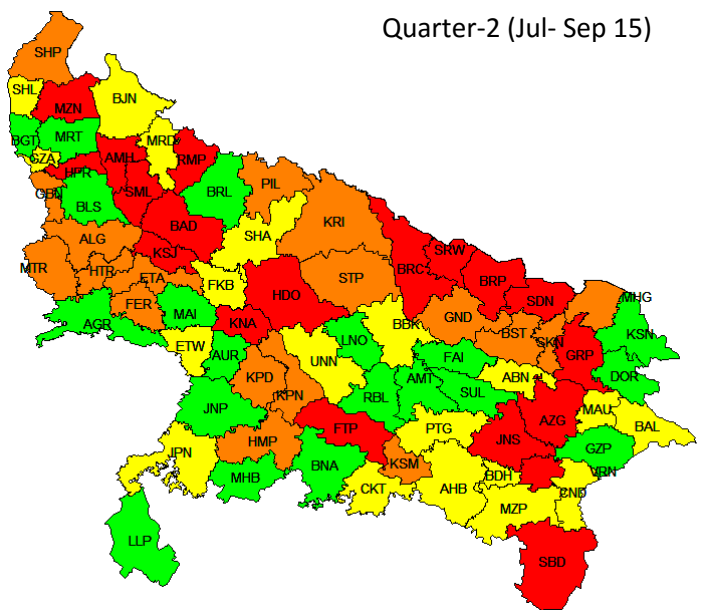 Quarter-2 (Jul- Sep 15)
SHP
SHL
MZN
BJN
BGT
MRT
MRD
GZA
AMH
RMP
HPR
GBN
BLS
SML
BRL
PIL
BAD
SHA
KRI
ALG
KSJ
MTR
HTR
ETA
FKB
HDO
STP
BRC
SRW
BRP
SDN
FER
MAI
AGR
KNA
BBK
GND
BST
SKN
MHG
KSN
GRP
ETW
AUR
UNN
LNO
FAI
ABN
DOR
KPD
KPN
RBL
AMT
SUL
JNP
FTP
PTG
JNS
AZG
MAU
BAL
HMP
GZP
JPN
MHB
BNA
KSM
CKT
AHB
BDH
VRN
CND
MZP
LLP
SBD